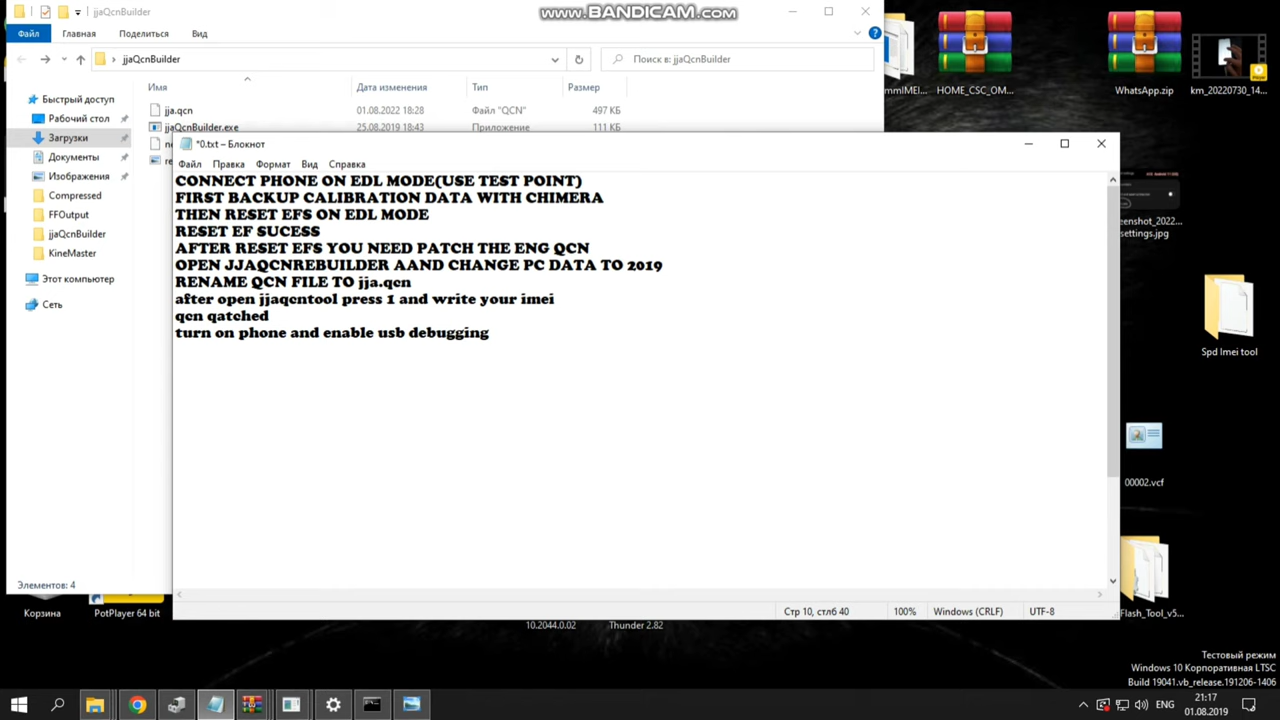 jjaQcnBuilder
www.BANDICAM.com
Файл Главная Поделиться Вид
jjaQcnBuilder
Поиск в: jjaQcnBuilder
Имя Дата изменения Тип Размер
Быстрый доступ
Рабочий стол
Загрузки
Документы
Изображения
Compressed
FFOutput
jjaQcnBuilder
KineMaster
Этот компьютер
Сеть
jja.qcn 01.08.2022 18:28 Файл "QCN" 497 КБ
jjaQcnBuilder.exe 25.08.2019 18:43 Приложение 111 КБ
Элементов: 4
*0.txt – Блокнот
Файл Правка Формат Вид Справка
CONNECT PHONE ON EDL MODE(USE TEST POINT)
FIRST BACKUP CALIBRATION DATA WITH CHIMERA
THEN RESET EFS ON EDL MODE
RESET EF SUCESS
AFTER RESET EFS YOU NEED PATCH THE ENG QCN
OPEN JJAQCNREBUILDER AAND CHANGE PC DATA TO 2019
RENAME QCN FILE TO jja.qcn
after open jjaqcntool press 1 and write your imei
qcn qatched
turn on phone and enable usb debugging
Стр 10, стлб 40 100% Windows (CRLF) UTF-8
HOME_CSC_OM...
WhatsApp.zip
km_20220730_14...
settings.jpg
Spd Imei tool
00002.vcf
Flash_Tool_v5...
Корзина
PotPlayer 64 bit
10.2044.0.02
Thunder 2.82
Тестовый режим
Windows 10 Корпоративная LTSC
Build 19041.vb_release.191206-1406
ENG
21:17
01.08.2019